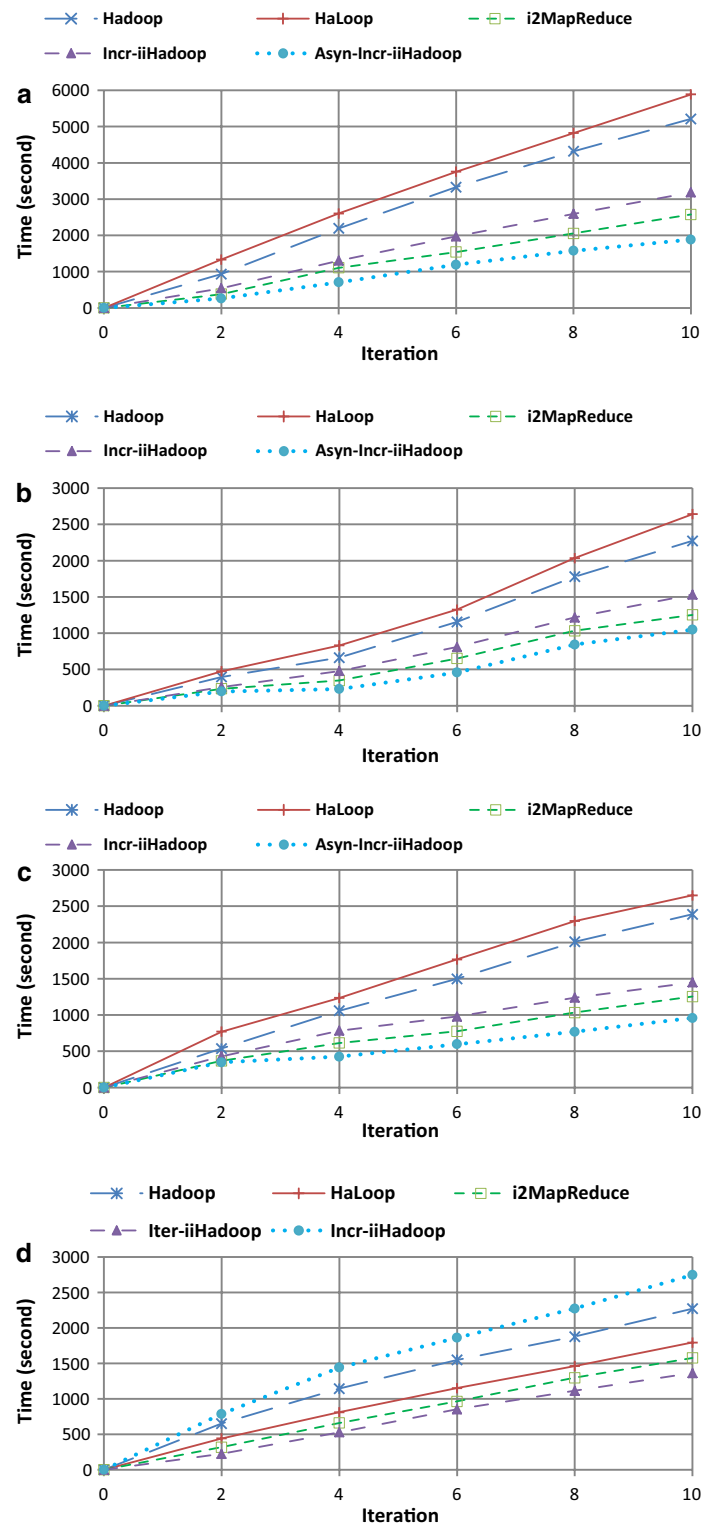 Hadoop HaLoop i2MapReduce
Incr-iiHadoop Asyn-Incr-iiHadoop
a
6000
5000
4000
3000
2000
1000
0
Time (second)
0 2 4 6 8 10
Iteration
Hadoop HaLoop i2MapReduce
Incr-iiHadoop Asyn-Incr-iiHadoop
b
3000
2500
2000
1500
1000
500
0
Time (second)
0 2 4 6 8 10
Iteration
Hadoop HaLoop i2MapReduce
Incr-iiHadoop Asyn-Incr-iiHadoop
c
3000
2500
2000
1500
1000
500
0
Time (second)
0 2 4 6 8 10
Iteration
Hadoop HaLoop i2MapReduce
Iter-iiHadoop Incr-iiHadoop
d
3000
2500
2000
1500
1000
500
0
Time (second)
0 2 4 6 8 10
Iteration